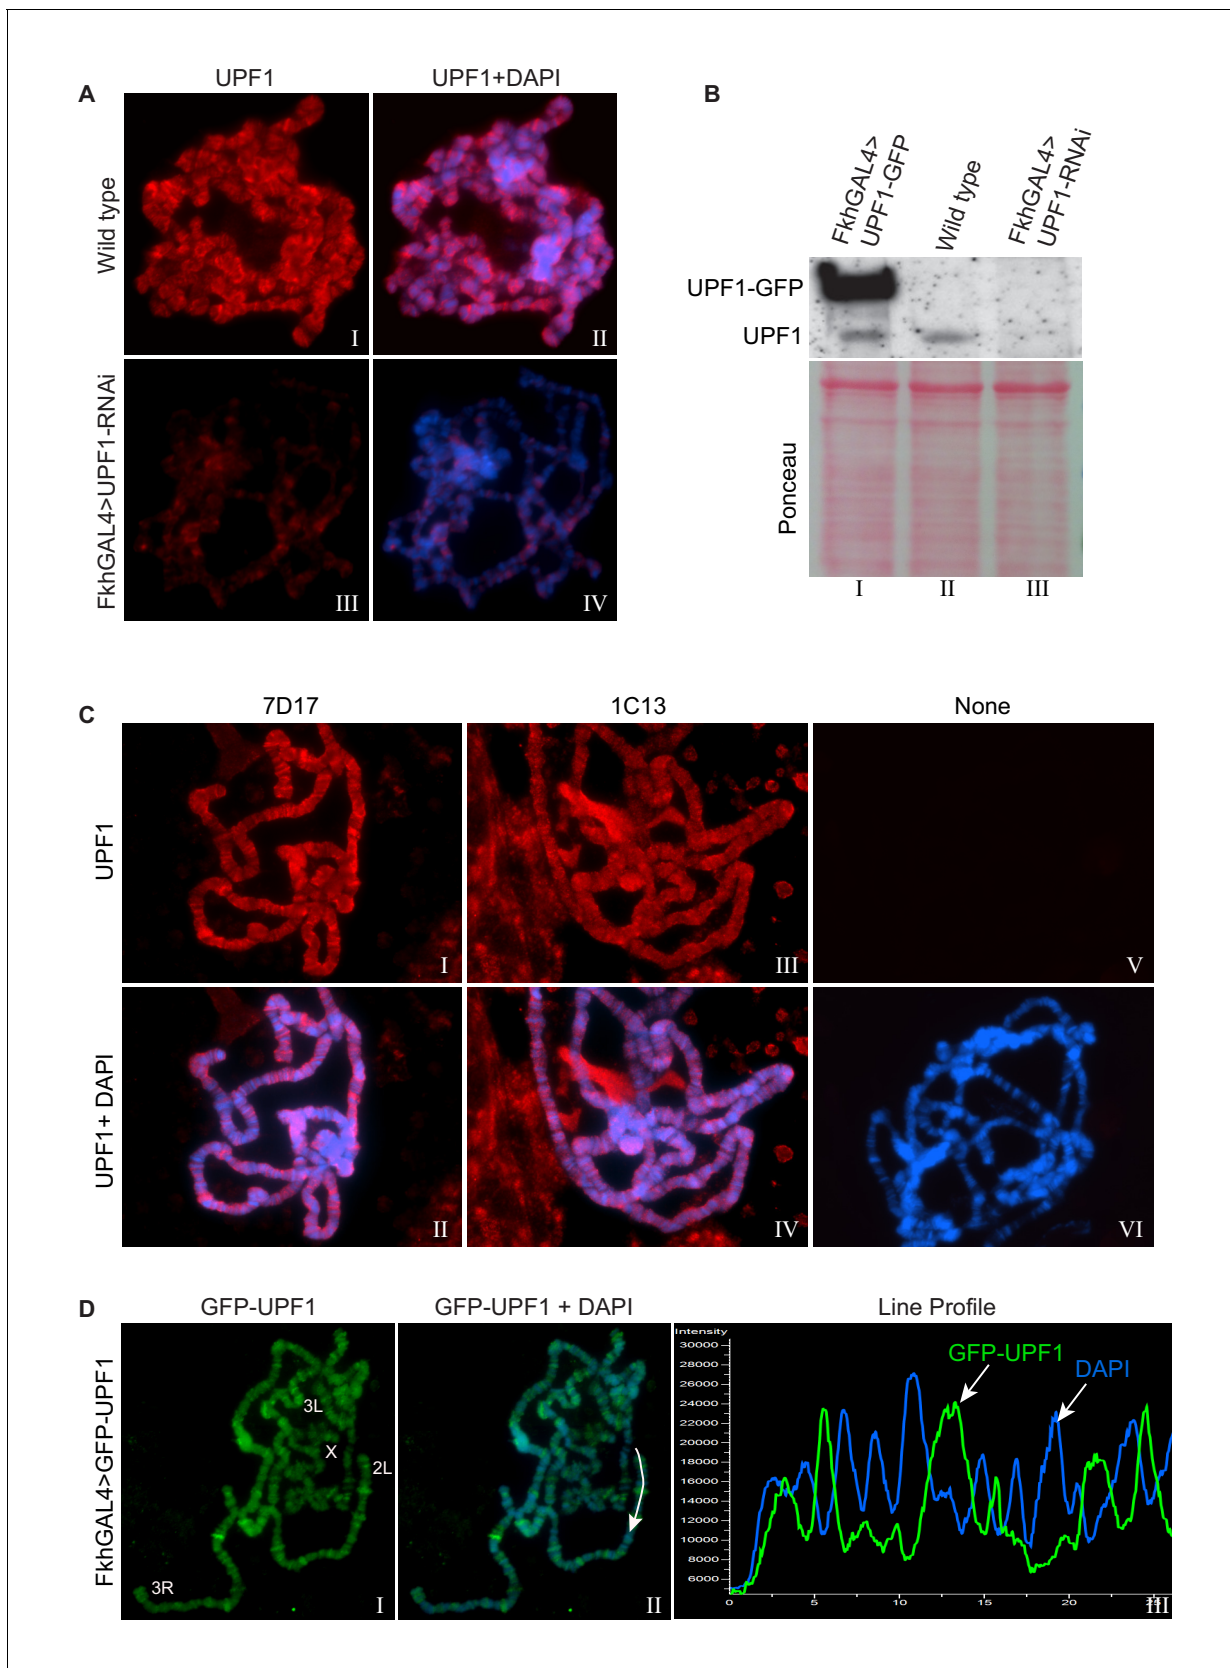 A
UPF1
UPF1+DAPI
Wild type
I
II
FkhGAL4>UPF1-RNAi
III
IV
B
FkhGAL4>
UPF1-GFP
Wild type
FkhGAL4>
UPF1-RNAi
UPF1-GFP
UPF1
Ponceau
I
II
III
C
7D17
1C13
None
UPF1
I
III
V
UPF1+ DAPI
II
IV
VI
D
GFP-UPF1
GFP-UPF1 + DAPI
Line Profile
FkhGAL4>GFP-UPF1
3L
X
2L
3R
I
II
Intensity
30000
28000
26000
24000
22000
20000
18000
16000
14000
12000
10000
8000
6000
GFP-UPF1
DAPI
0
5
10
15
20
25
III